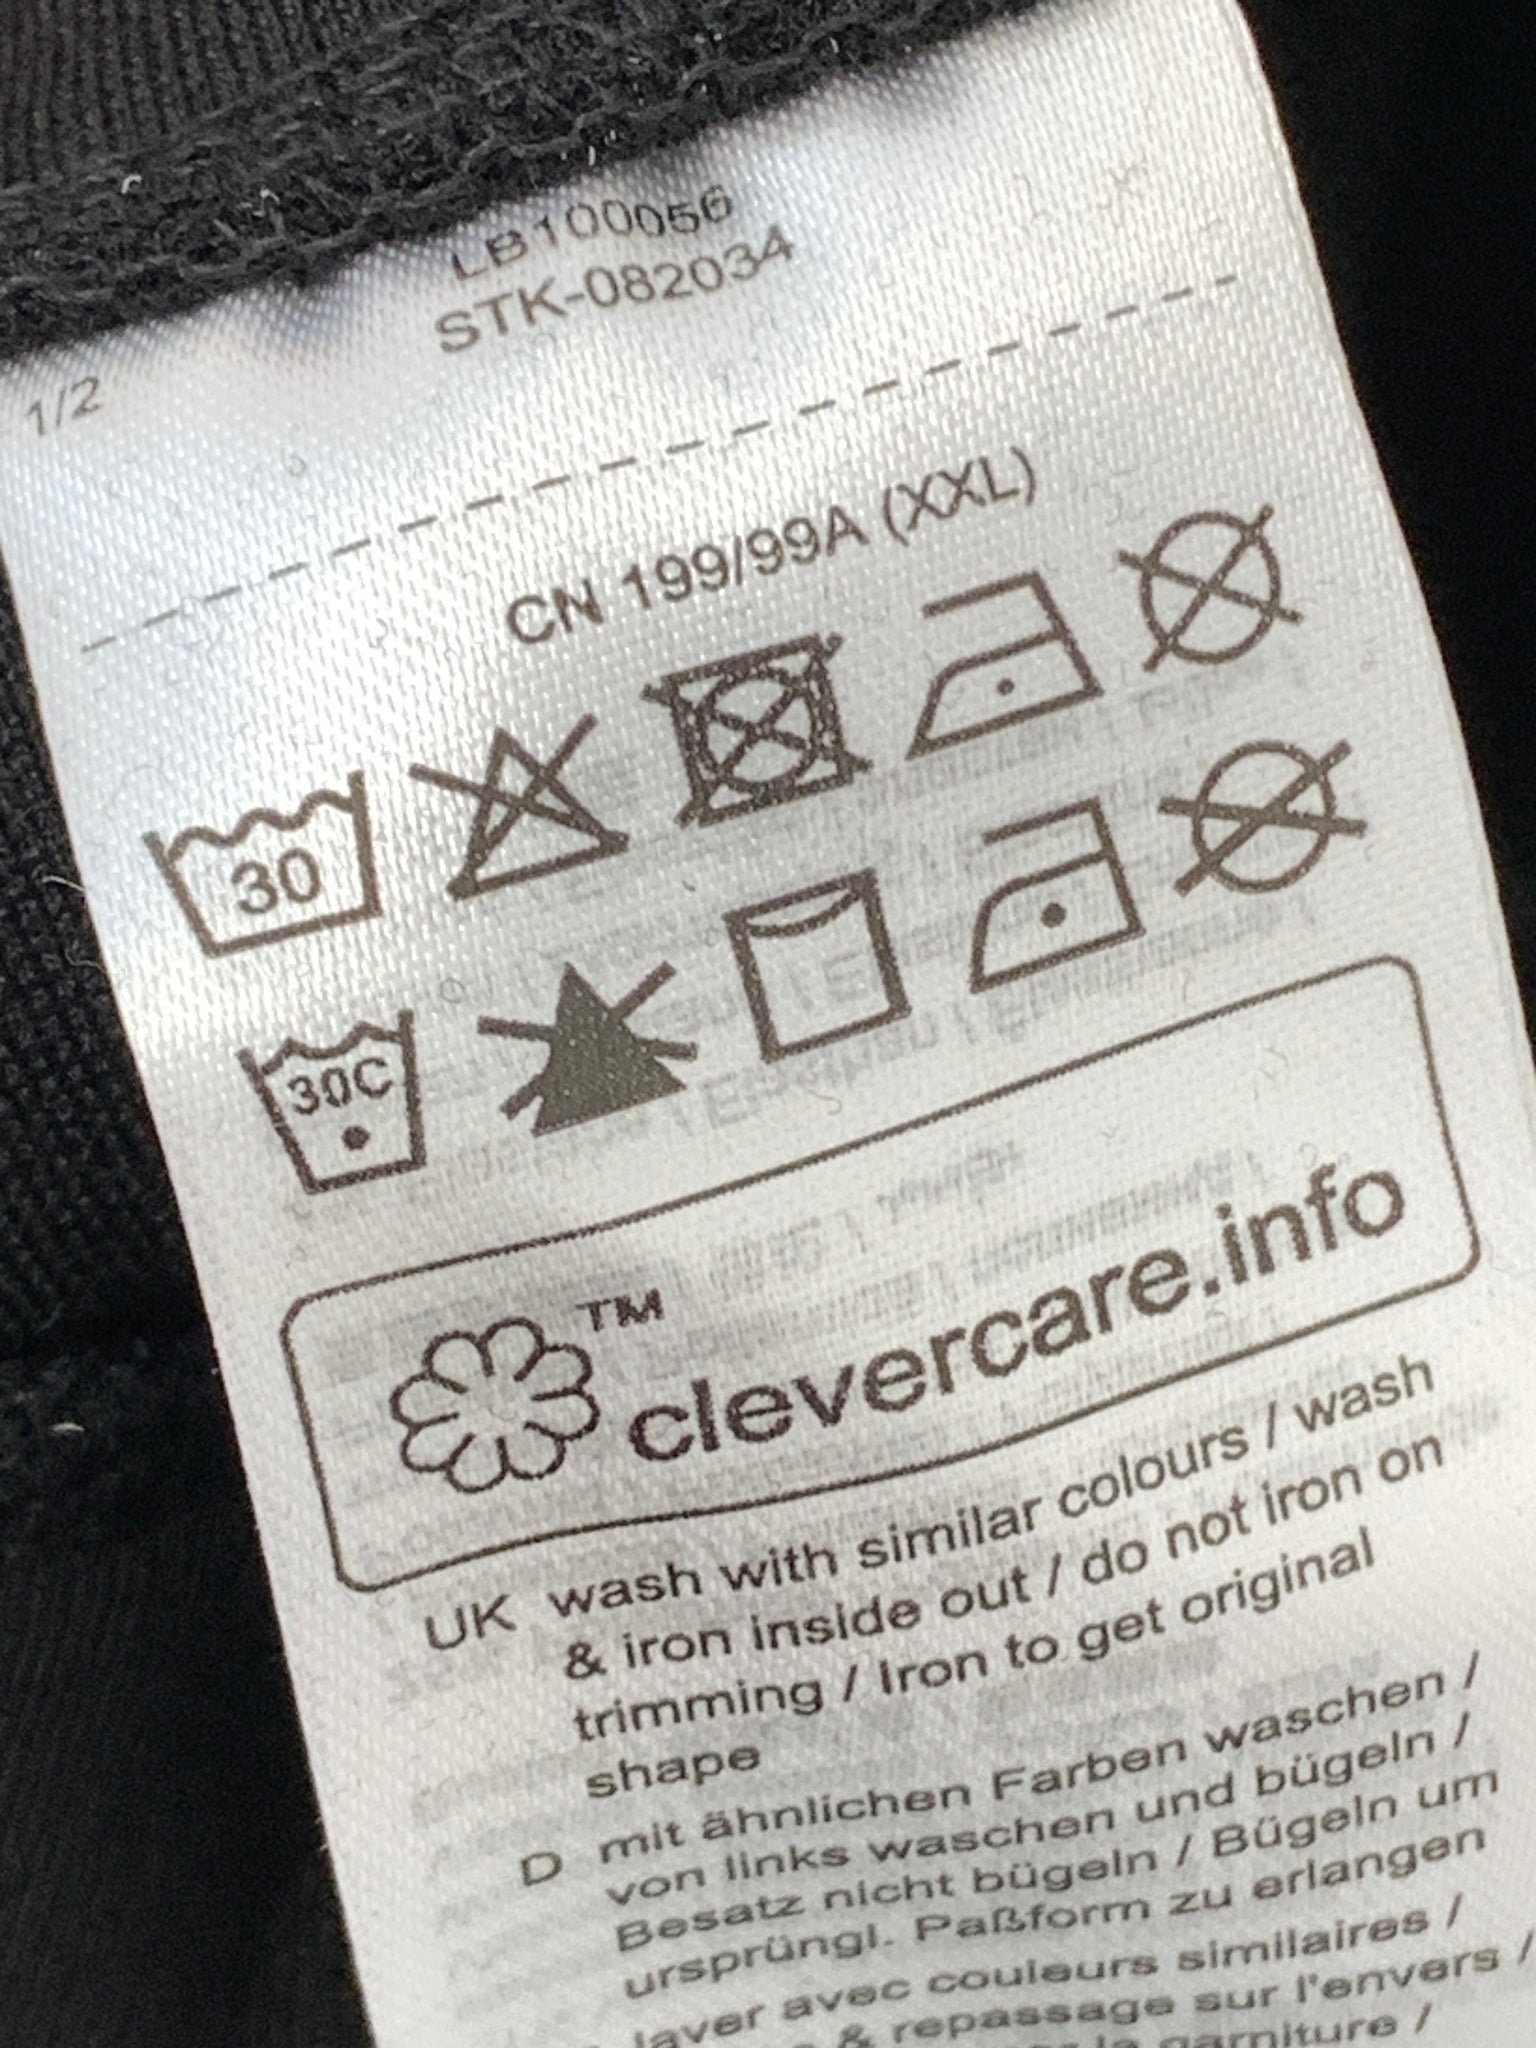 LB100056
STK-082034
1/2
CN 199/99A (XXL)
30
30C
TM
clevercare.info
UK wash with similar colours / wash
& iron inside out / do not iron on
trimming / Iron to get original
shape
D mit ähnlichen Farben waschen /
von links waschen und bügeln /
Besatz nicht bügeln / Bügeln um
ursprüngl. Paßform zu erlangen
laver avec couleurs similaires /
& repassage sur l'envers /
la garniture /